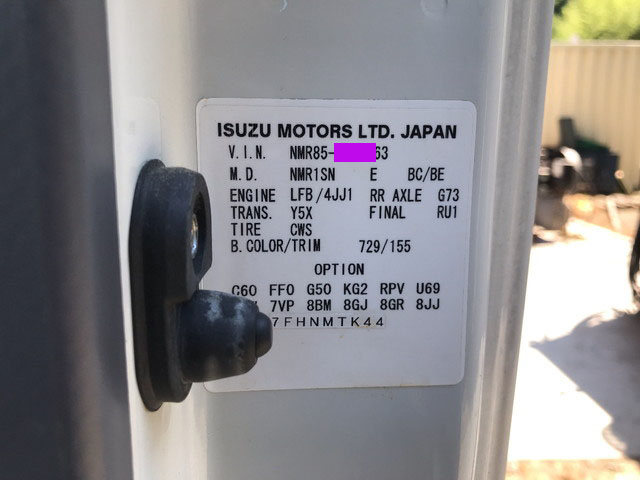 ISUZU MOTORS LTD. JAPAN
V.I.N. NMR85- 63
M.D. NMR1SN E BC/BE
ENGINE LFB/4JJ1 RR AXLE G73
TRANS. Y5X FINAL RU1
TIRE CWS
B.COLOR/TRIM 729/155
OPTION
C60 FF0 G50 KG2 RPV U69
7VP 8BM 8GJ 8GR 8JJ
7FHNMTK44